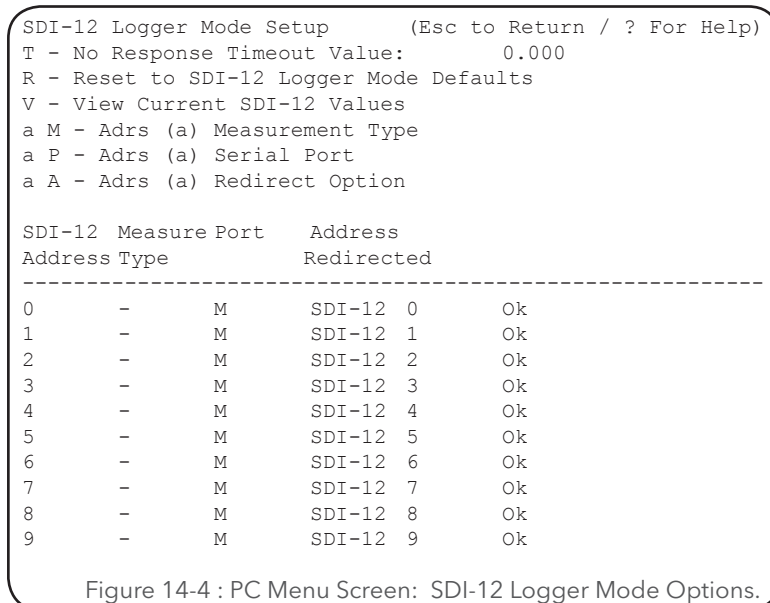 SDI-12 Logger Mode Setup (Esc to Return / ? For Help)
T - No Response Timeout Value: 0.000
R - Reset to SDI-12 Logger Mode Defaults
V - View Current SDI-12 Values
a M - Adrs (a) Measurement Type
a P - Adrs (a) Serial Port
a A - Adrs (a) Redirect Option
SDI-12 Measure Port Address
Address Type Redirected
----------------------------------------------------------
0 - M SDI-12 0 Ok
1 - M SDI-12 1 Ok
2 - M SDI-12 2 Ok
3 - M SDI-12 3 Ok
4 - M SDI-12 4 Ok
5 - M SDI-12 5 Ok
6 - M SDI-12 6 Ok
7 - M SDI-12 7 Ok
8 - M SDI-12 8 Ok
9 - M SDI-12 9 Ok
Figure 14-4 : PC Menu Screen: SDI-12 Logger Mode Options.